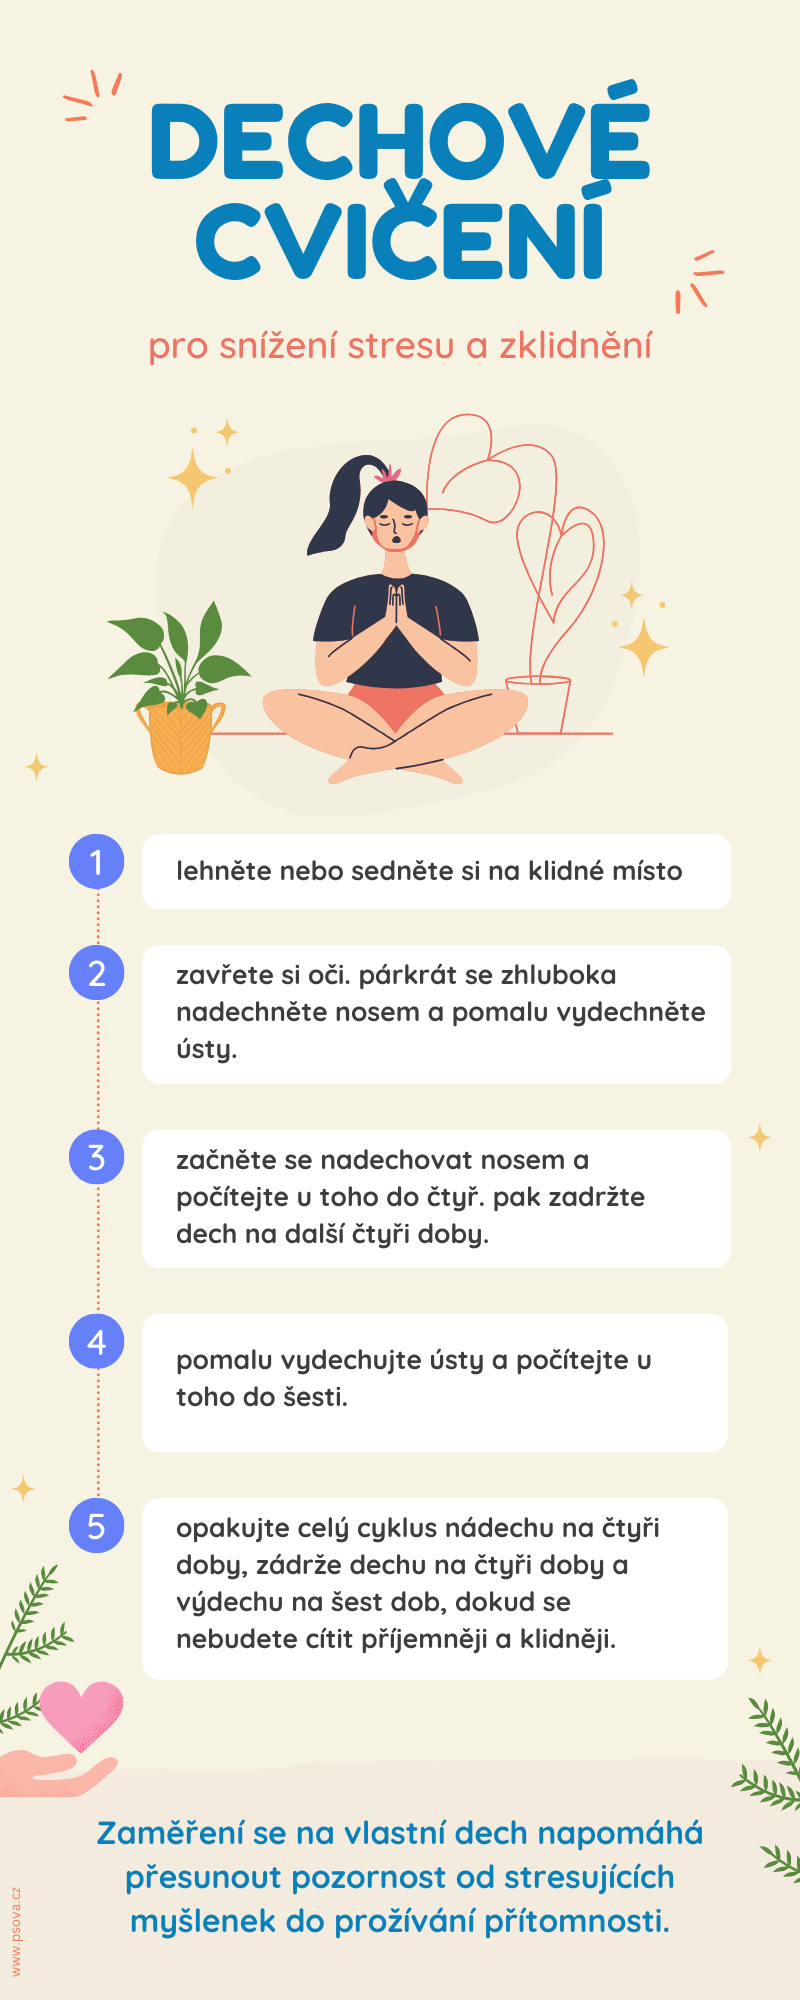 DECHOVÉ
CVIČENÍ
pro snížení stresu a zklidnění
1
lehněte nebo sedněte si na klidné místo
2
zavřete si oči. párkrát se zhluboka
nadechněte nosem a pomalu vydechněte
ústy.
3
začněte se nadechovat nosem a
počítejte u toho do čtyř. pak zadržte
dech na další čtyři doby.
4
pomalu vydechujte ústy a počítejte u
toho do šesti.
5
opakujte celý cyklus nádechu na čtyři
doby, zádrže dechu na čtyři doby a
výdechu na šest dob, dokud se
nebudete cítit příjemněji a klidněji.
Zaměření se na vlastní dech napomáhá
přesunout pozornost od stresujících
myšlenek do prožívání přítomnosti.
www.psova.cz